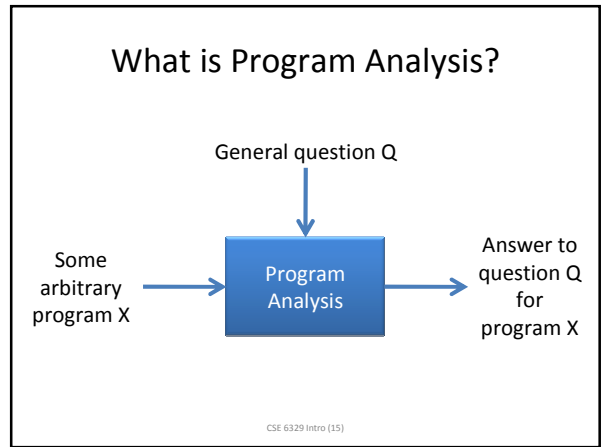 What is Program Analysis?
General question Q
Some
arbitrary
program X
Program
Analysis
Answer to
question Q
for
program X
CSE 6329 Intro (15)